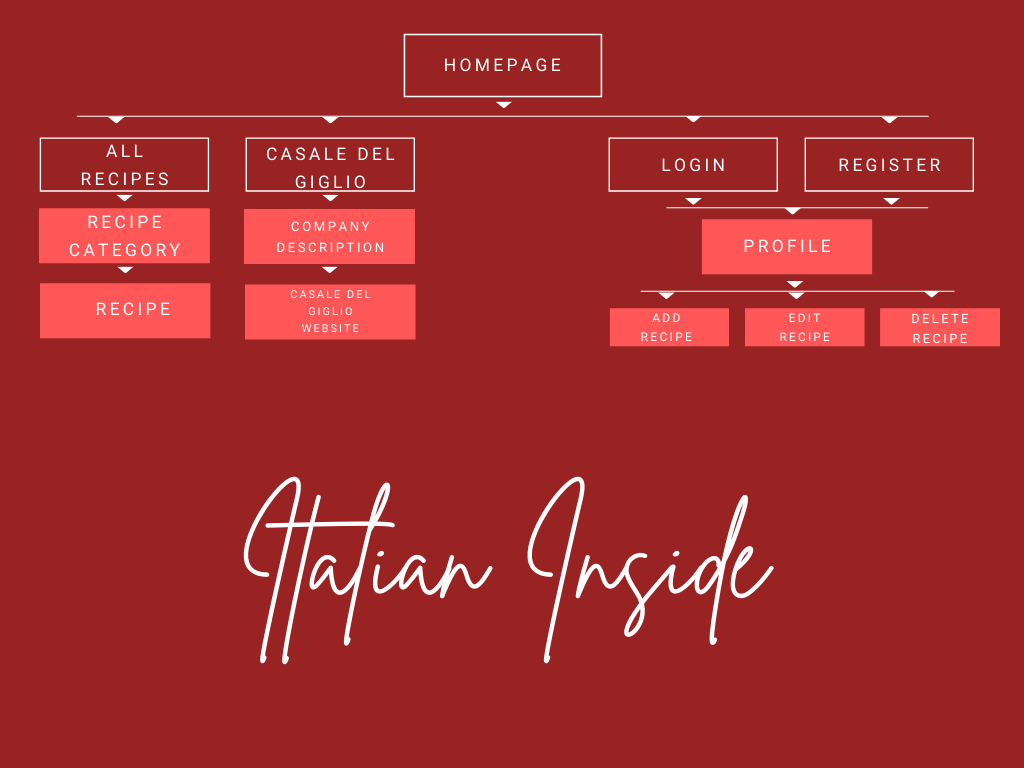 HOMEPAGE
ALL
RECIPES
CASALE DEL
GIGLIO
LOGIN
REGISTER
RECIPE
CATEGORY
COMPANY
DESCRIPTION
PROFILE
RECIPE
CASALE DEL
GIGLIO
WEBSITE
ADD
RECIPE
EDIT
RECIPE
DELETE
RECIPE
Italian Inside